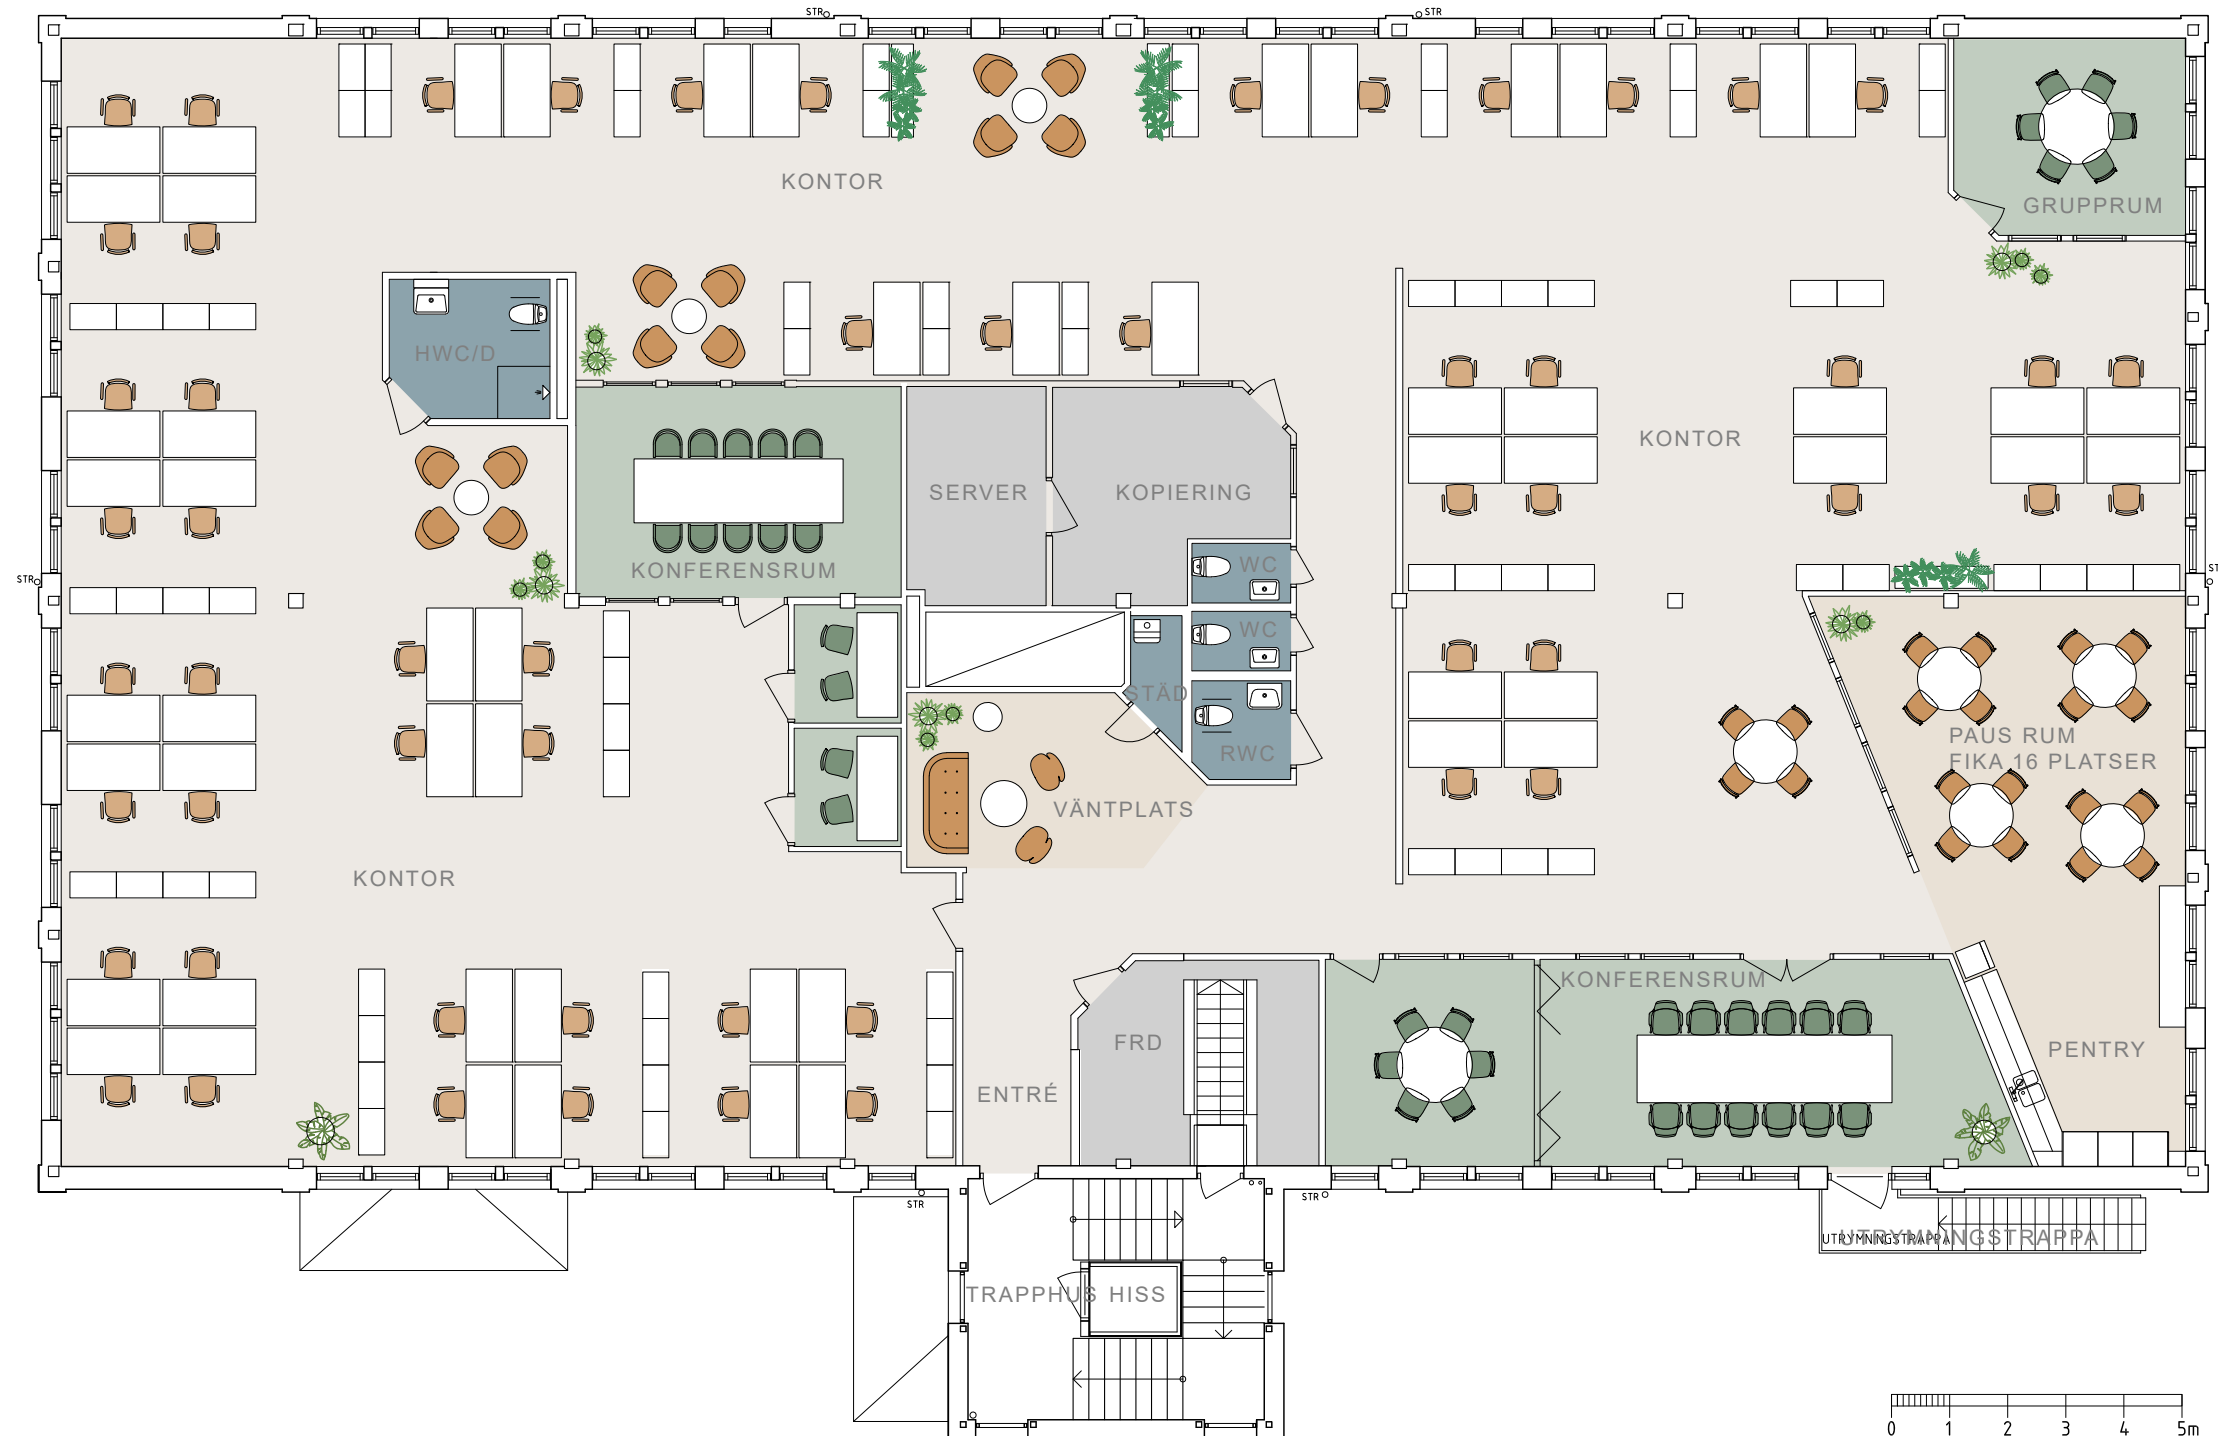 STR
STR
KONTOR
GRUPPRUM
HWC/D
KONTOR
SERVER
KOPIERING
WC
KONFERENSRUM
STR
ST
WC
STÄD
PAUS RUM
FIKA 16 PLATSER
RWC
VÄNTPLATS
KONTOR
KONFERENSRUM
FRD
PENTRY
ENTRÉ
STR
STR
UTRYMNINGSTRAPPA
UTRYMNINGSTRAPPA
TRAPPHUS
HISS
0 1 2 3 4 5m